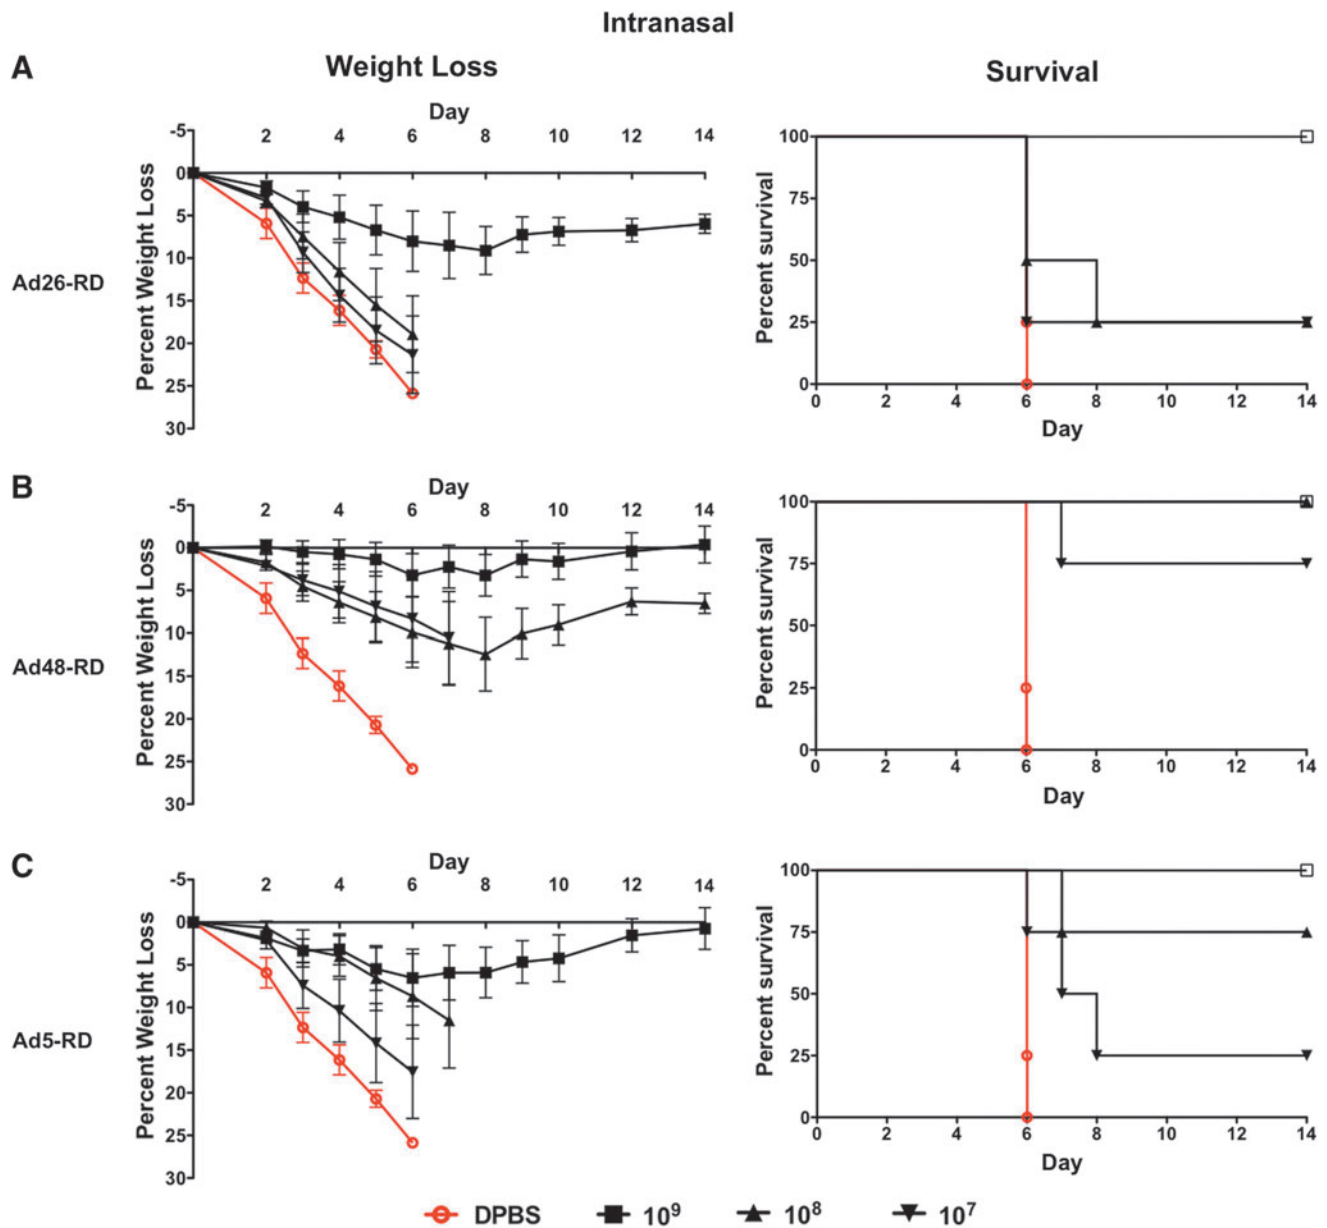 Intranasal
A
Weight Loss
Survival
Day
2 4 6 8 10 12 14
-5
0
5
10
15
20
25
30
Percent Weight Loss
Ad26-RD
100
75
50
25
0
Percent survival
0 2 4 6 8 10 12 14
Day
B
Day
2 4 6 8 10 12 14
-5
0
5
10
15
20
25
30
Percent Weight Loss
Ad48-RD
100
75
50
25
0
Percent survival
0 2 4 6 8 10 12 14
Day
C
Day
2 4 6 8 10 12 14
-5
0
5
10
15
20
25
30
Percent Weight Loss
Ad5-RD
100
75
50
25
0
Percent survival
0 2 4 6 8 10 12 14
Day
DPBS 10⁹ 10⁸ 10⁷